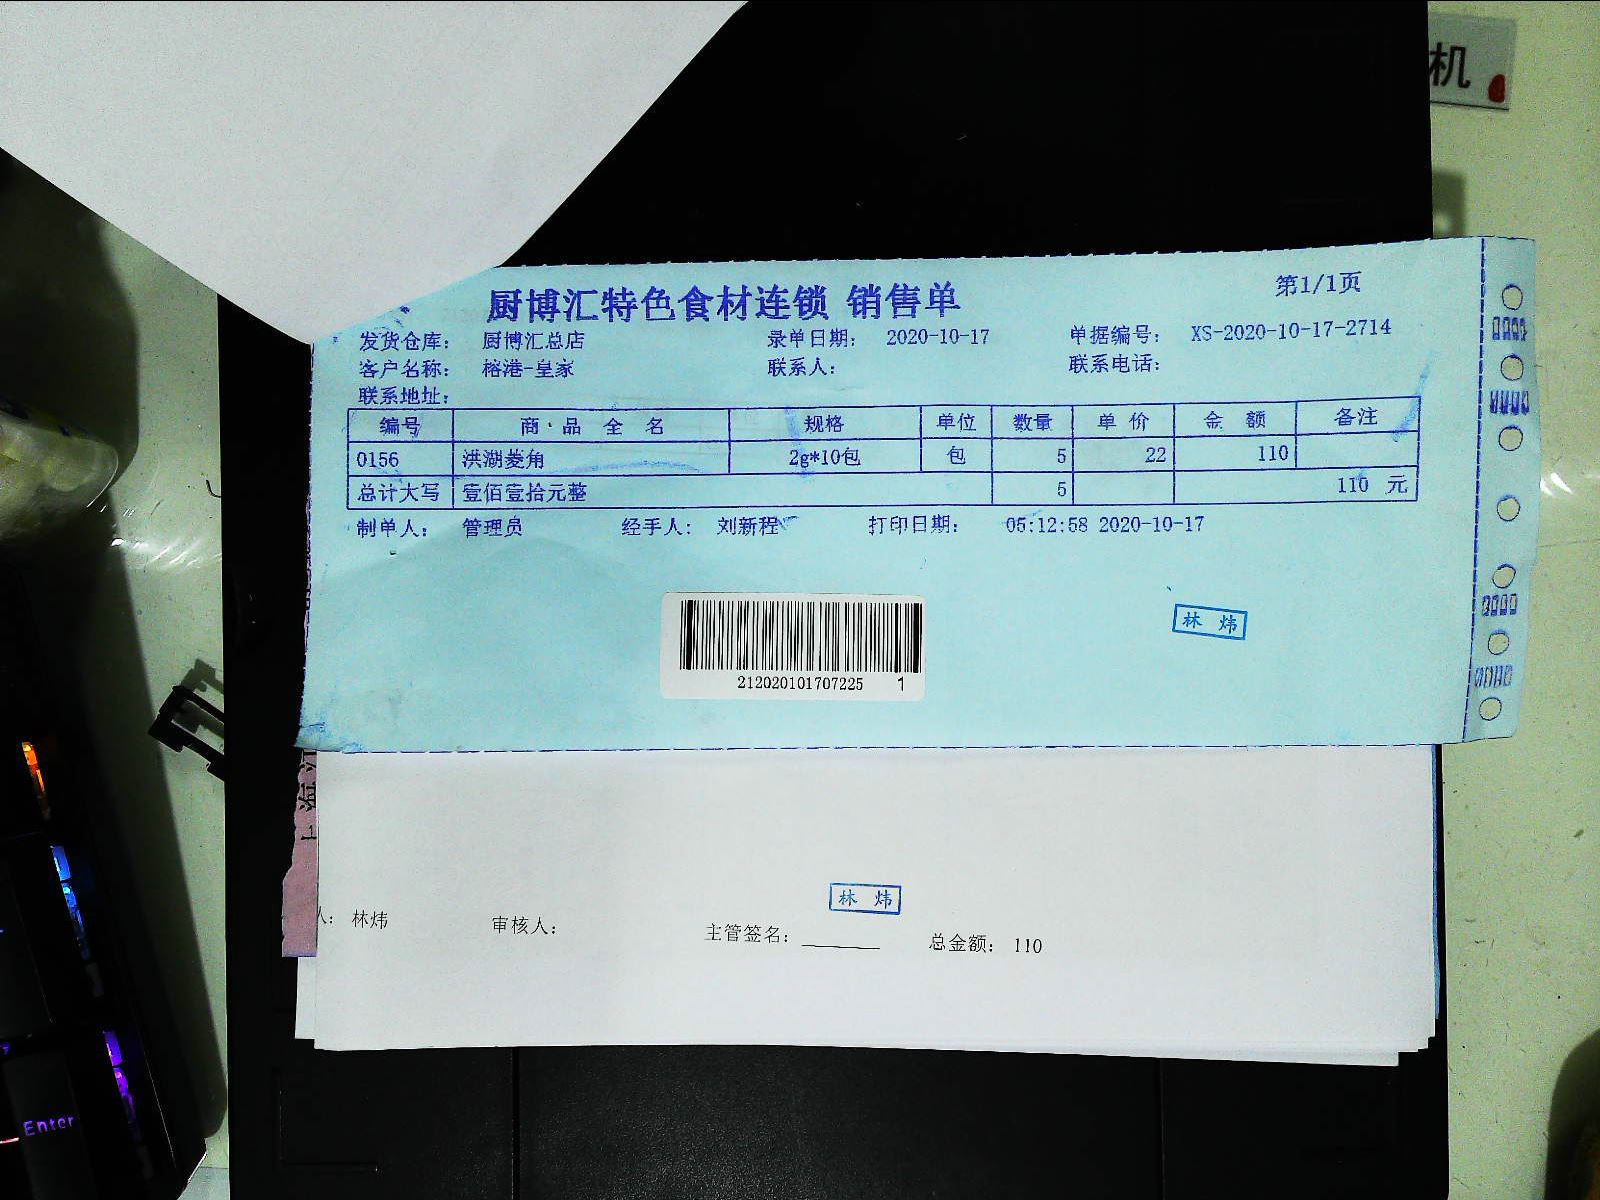 机
厨博汇特色食材连锁 销售单
第1/1页
发货仓库： 厨博汇总店 录单日期： 2020-10-17 单据编号： XS-2020-10-17-2714
客户名称： 榕港-皇家 联系人： 联系电话：
联系地址：
编号 商品全名 规格 单位 数量 单价 金额 备注
0156 洪湖菱角 2g*10包 包 5 22 110
总计大写 壹佰壹拾元整 5 110 元
制单人： 管理员 经手人： 刘新程 打印日期： 05:12:58 2020-10-17
林炜
212020101707225 1
林炜
人： 林炜 审核人： 主管签名： 总金额： 110
Enter